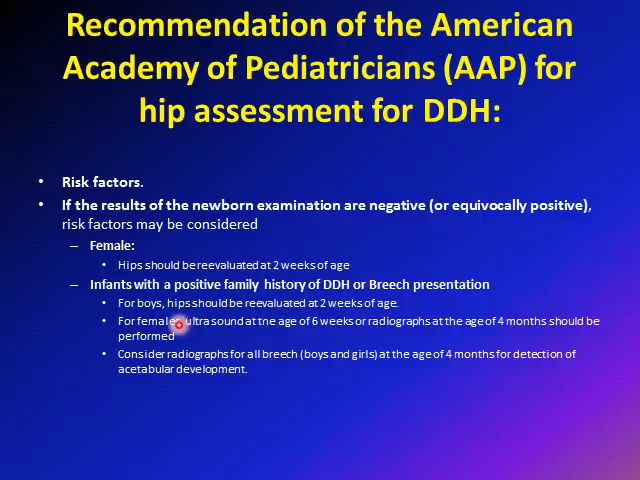 Recommendation of the American
Academy of Pediatricians (AAP) for
hip assessment for DDH:
• Risk factors.
• If the results of the newborn examination are negative (or equivocally positive),
risk factors may be considered
– Female:
• Hips should be reevaluated at 2 weeks of age
– Infants with a positive family history of DDH or Breech presentation
• For boys, hips should be reevaluated at 2 weeks of age.
• For females ultra sound at the age of 6 weeks or radiographs at the age of 4 months should be
performed
• Consider radiographs for all breech (boys and girls) at the age of 4 months for detection of
acetabular development.